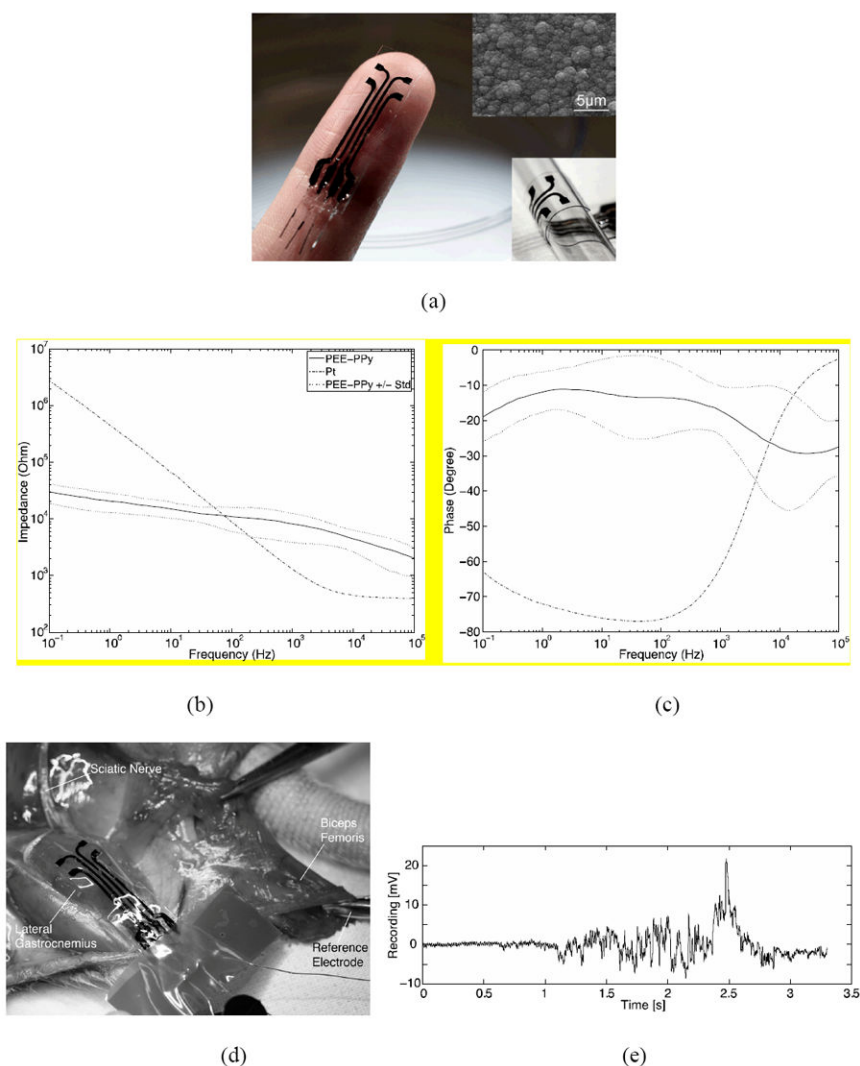 5μm
(a)
10⁷
10⁶
10⁵
10⁴
10³
10²
Impedance (Ohm)
PEE-PPy
Pt
PEE-PPy +/- Std
10⁻¹ 10⁰ 10¹ 10² 10³ 10⁴ 10⁵
Frequency (Hz)
(b)
0
-10
-20
-30
-40
-50
-60
-70
-80
Phase (Degree)
10⁻¹ 10⁰ 10¹ 10² 10³ 10⁴ 10⁵
Frequency (Hz)
(c)
Sciatic Nerve
Biceps
Femoris
Lateral
Gastrocnemius
Reference
Electrode
(d)
20
10
0
-10
Recording [mV]
0 0.5 1 1.5 2 2.5 3 3.5
Time [s]
(e)